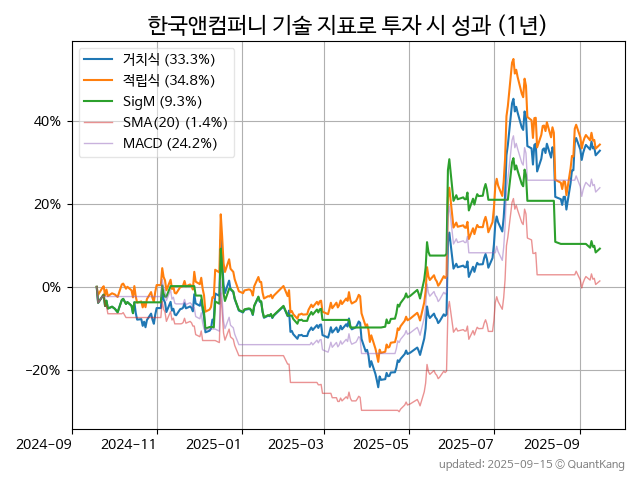 한국앤컴퍼니 기술 지표로 투자 시 성과 (1년)
거치식 (33.3%)
적립식 (34.8%)
SigM (9.3%)
SMA(20) (1.4%)
MACD (24.2%)
40%
20%
0%
−20%
2024-09 2024-11 2025-01 2025-03 2025-05 2025-07 2025-09
updated: 2025-09-15 © QuantKang